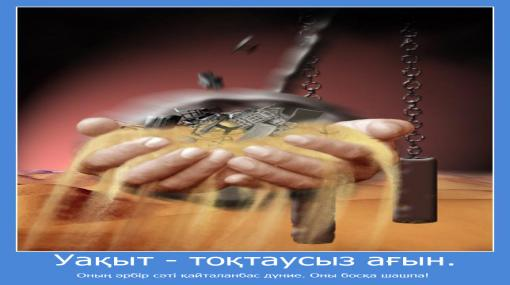 Уақыт - тоқтаусыз ағын.
Оның әрбір сәті қайталанбас дүние. Оны босқа шашпа!